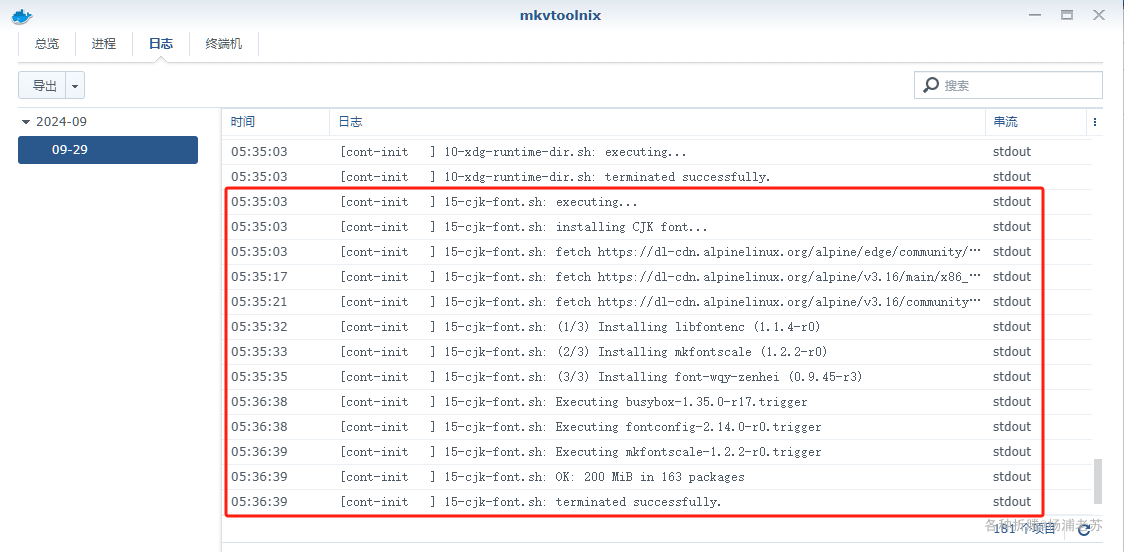 mkvtoolnix
总览 进程 日志 终端机
导出 搜索
2024-09
09-29
时间 日志 串流
05:35:03 [cont-init ] 10-xdg-runtime-dir.sh: executing... stdout
05:35:03 [cont-init ] 10-xdg-runtime-dir.sh: terminated successfully. stdout
05:35:03 [cont-init ] 15-cjk-font.sh: executing... stdout
05:35:03 [cont-init ] 15-cjk-font.sh: installing CJK font... stdout
05:35:03 [cont-init ] 15-cjk-font.sh: fetch https://dl-cdn.alpinelinux.org/alpine/edge/community/… stdout
05:35:17 [cont-init ] 15-cjk-font.sh: fetch https://dl-cdn.alpinelinux.org/alpine/v3.16/main/x86_… stdout
05:35:21 [cont-init ] 15-cjk-font.sh: fetch https://dl-cdn.alpinelinux.org/alpine/v3.16/community… stdout
05:35:32 [cont-init ] 15-cjk-font.sh: (1/3) Installing libfontenc (1.1.4-r0) stdout
05:35:33 [cont-init ] 15-cjk-font.sh: (2/3) Installing mkfontscale (1.2.2-r0) stdout
05:35:35 [cont-init ] 15-cjk-font.sh: (3/3) Installing font-wqy-zenhei (0.9.45-r3) stdout
05:36:38 [cont-init ] 15-cjk-font.sh: Executing busybox-1.35.0-r17.trigger stdout
05:36:38 [cont-init ] 15-cjk-font.sh: Executing fontconfig-2.14.0-r0.trigger stdout
05:36:39 [cont-init ] 15-cjk-font.sh: Executing mkfontscale-1.2.2-r0.trigger stdout
05:36:39 [cont-init ] 15-cjk-font.sh: OK: 200 MiB in 163 packages stdout
05:36:39 [cont-init ] 15-cjk-font.sh: terminated successfully. stdout
181 个项目